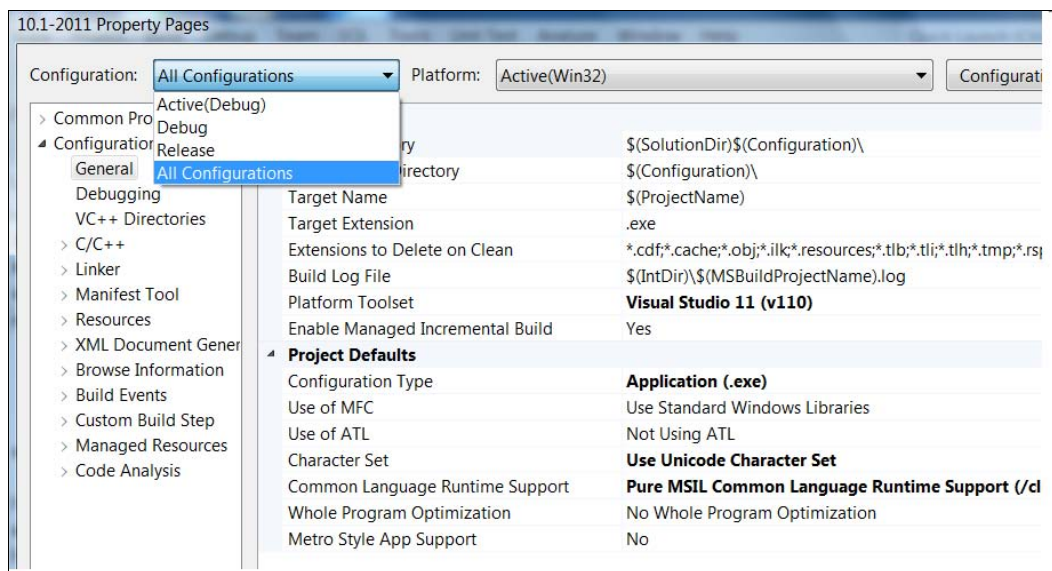 10.1-2011 Property Pages
Configuration: All Configurations Platform: Active(Win32) Configurati
Active(Debug)
Debug
Release
All Configurations
Common Pro
Configuration
General
Debugging
VC++ Directories
C/C++
Linker
Manifest Tool
Resources
XML Document Gener
Browse Information
Build Events
Custom Build Step
Managed Resources
Code Analysis
ry $(SolutionDir)$(Configuration)\
irectory $(Configuration)\
Target Name $(ProjectName)
Target Extension .exe
Extensions to Delete on Clean *.cdf;*.cache;*.obj;*.ilk;*.resources;*.tlb;*.tli;*.tlh;*.tmp;*.rsp
Build Log File $(IntDir)\$(MSBuildProjectName).log
Platform Toolset Visual Studio 11 (v110)
Enable Managed Incremental Build Yes
Project Defaults
Configuration Type Application (.exe)
Use of MFC Use Standard Windows Libraries
Use of ATL Not Using ATL
Character Set Use Unicode Character Set
Common Language Runtime Support Pure MSIL Common Language Runtime Support (/cl
Whole Program Optimization No Whole Program Optimization
Metro Style App Support No